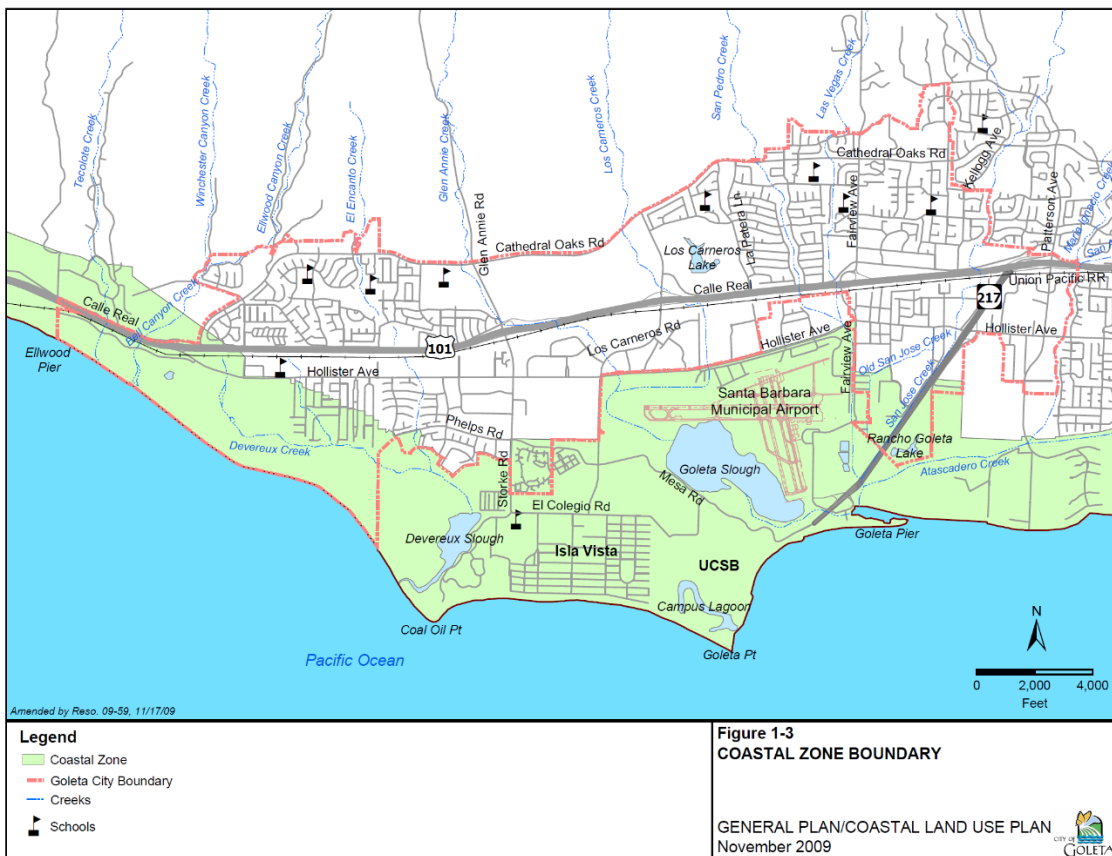 Tecolote Creek
Winchester Canyon Creek
Ellwood Canyon Creek
El Encanto Creek
Glen Annie Creek
Glen Annie Rd
Los Carneros Creek
San Pedro Creek
Las Vegas Creek
Cathedral Oaks Rd
Kellogg Ave
Patterson Ave
Fairview Ave
La Patera Ln
Cathedral Oaks Rd
Los Carneros
Lake
Calle Real
Union Pacific RR
217
Calle Real
Bell Canyon Creek
Ellwood
Pier
101
Hollister Ave
Los Carneros Rd
Hollister Ave
Fairview Ave
Old San Jose Creek
San Jose Creek
Hollister Ave
Santa Barbara
Municipal Airport
Phelps Rd
Storke Rd
Devereux Creek
Goleta Slough
Mesa Rd
Rancho Goleta
Lake
Atascadero Creek
El Colegio Rd
Devereux Slough
Isla Vista
UCSB
Goleta Pier
Campus Lagoon
Coal Oil Pt
Goleta Pt
Pacific Ocean
N
0 2,000 4,000
Feet
Amended by Reso. 09-59, 11/17/09
Legend
Coastal Zone
Goleta City Boundary
Creeks
Schools
Figure 1-3
COASTAL ZONE BOUNDARY
GENERAL PLAN/COASTAL LAND USE PLAN
November 2009
CITY OF
GOLETA